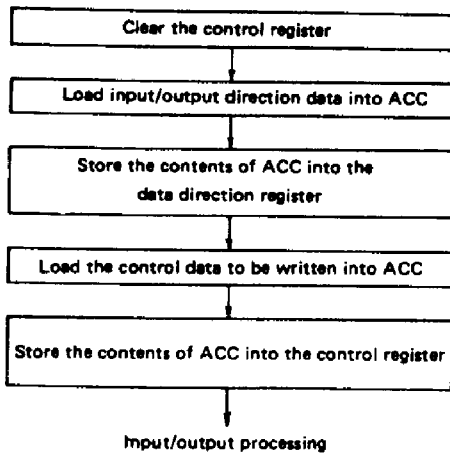 Clear the control register
Load input/output direction data into ACC
Store the contents of ACC into the
data direction register
Load the control data to be written into ACC
Store the contents of ACC into the control register
Input/output processing